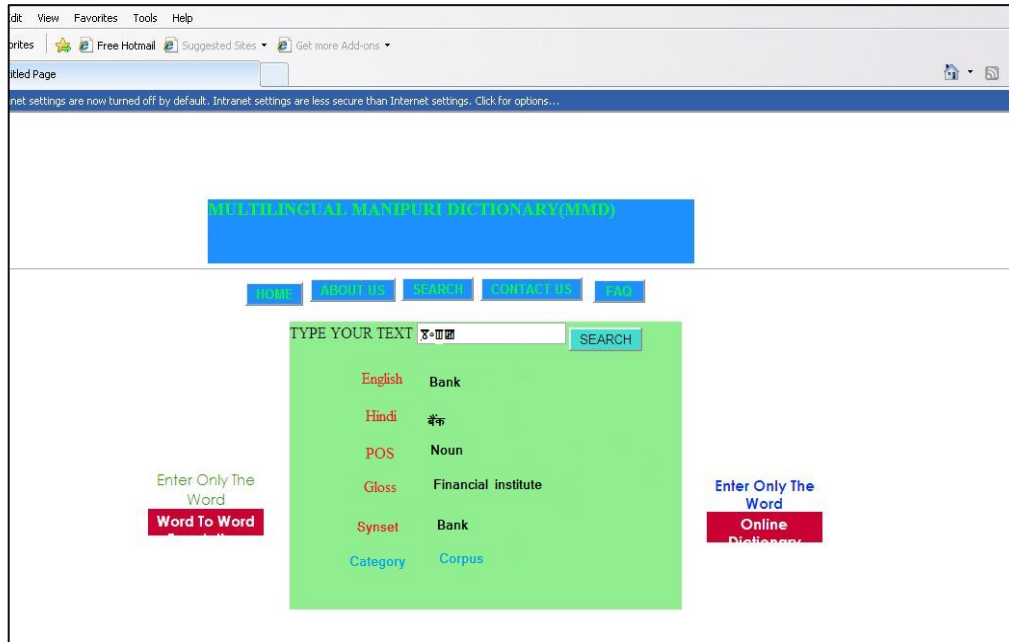 dit View Favorites Tools Help
orites Free Hotmail Suggested Sites Get more Add-ons
itled Page
net settings are now turned off by default. Intranet settings are less secure than Internet settings. Click for options...
MULTILINGUAL MANIPURI DICTIONARY(MMD)
HOME ABOUT US SEARCH CONTACT US FAQ
TYPE YOUR TEXT SEARCH
English Bank
Hindi बैंक
POS Noun
Gloss Financial institute
Synset Bank
Category Corpus
Enter Only The
Word
Word To Word
Enter Only The
Word
Online
Dictionary